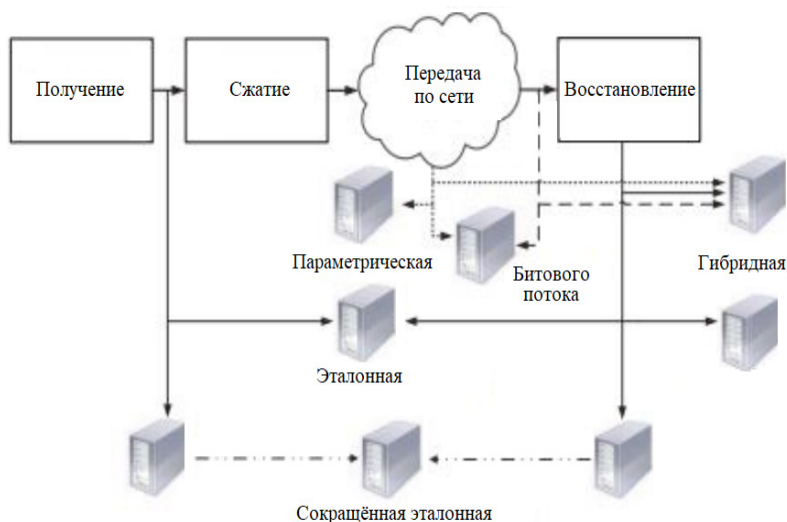 Получение
Сжатие
Передача
по сети
Восстановление
Параметрическая
Битового
потока
Гибридная
Эталонная
Сокращённая эталонная